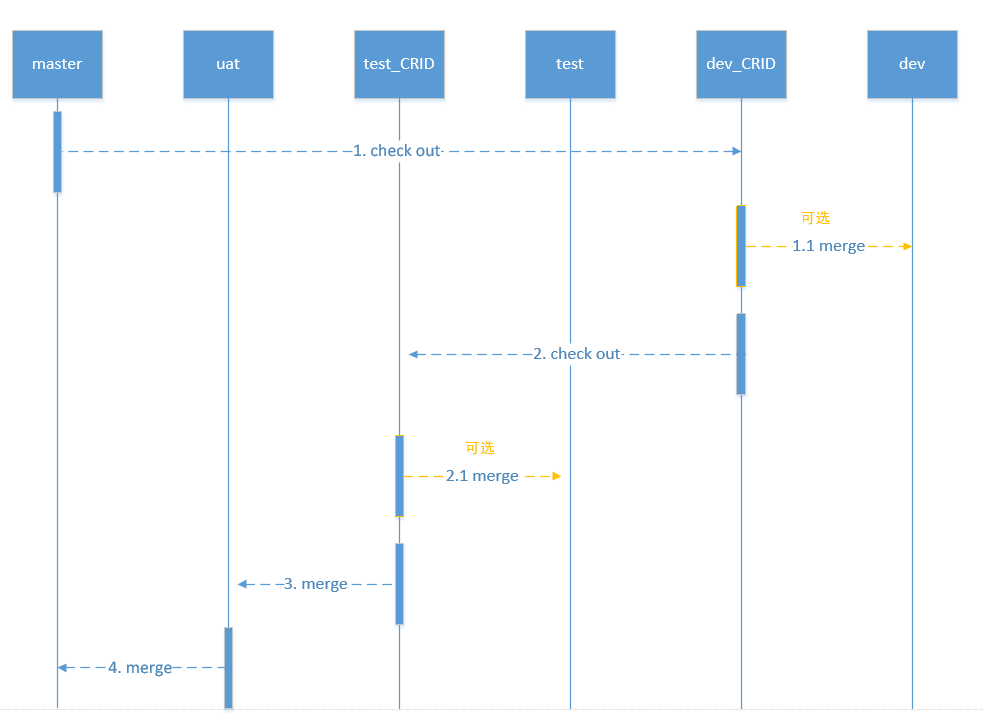 master
uat
test_CRID
test
dev_CRID
dev
1. check out
可选
1.1 merge
2. check out
可选
2.1 merge
3. merge
4. merge